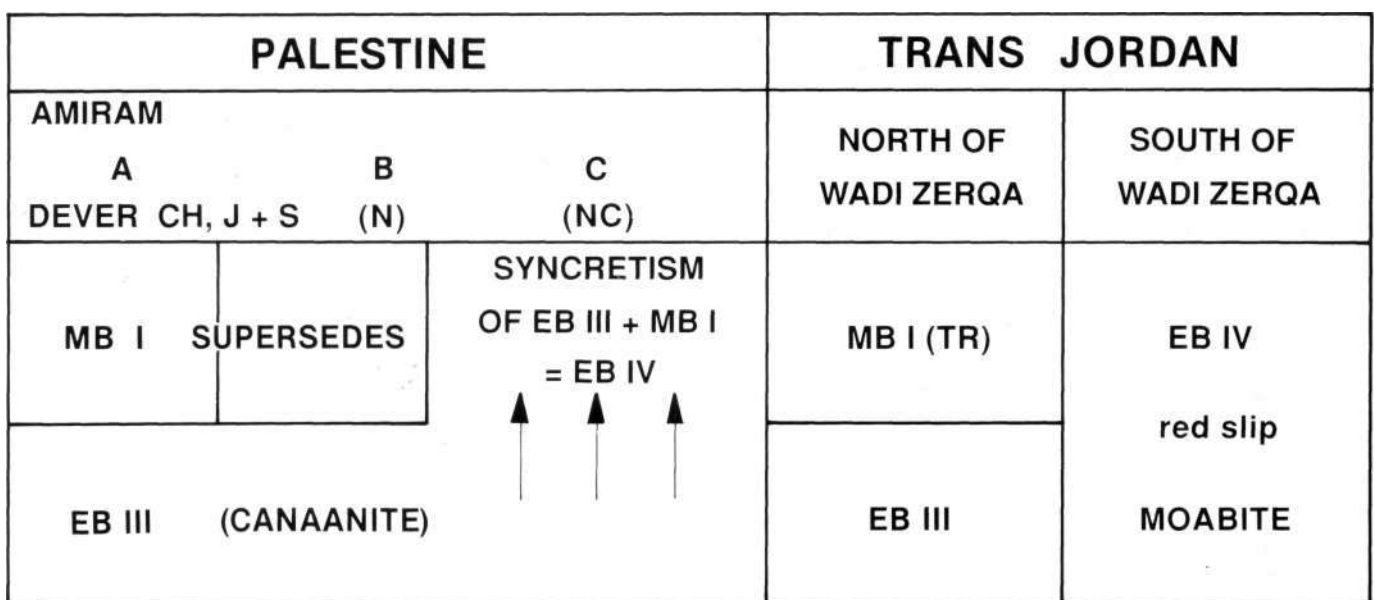 PALESTINE
TRANS JORDAN
AMIRAM
A B C
DEVER CH, J + S (N) (NC)
NORTH OF
WADI ZERQA
SOUTH OF
WADI ZERQA
MB I SUPERSEDES
SYNCRETISM
OF EB III + MB I
= EB IV
MB I (TR)
EB IV
red slip
EB III (CANAANITE)
EB III
MOABITE